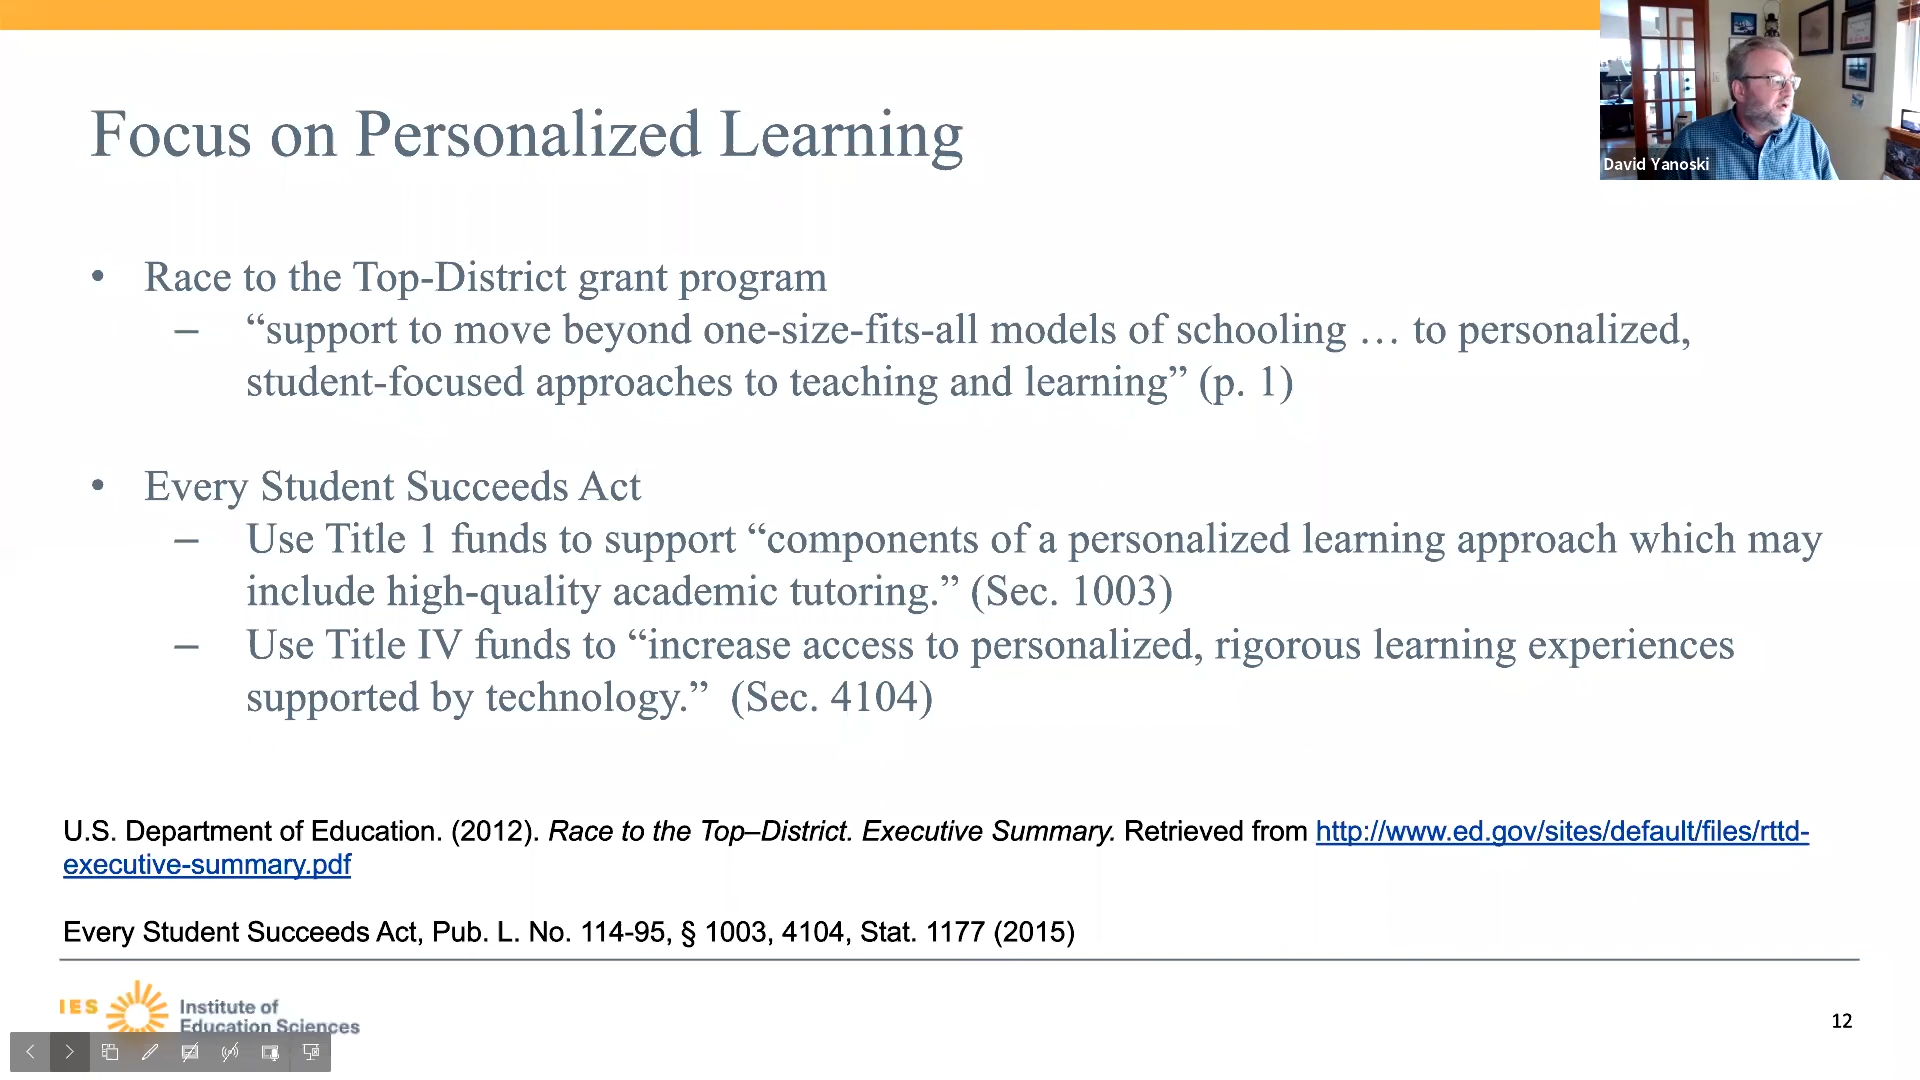 Focus on Personalized Learning
David Yanoski
• Race to the Top-District grant program
– “support to move beyond one-size-fits-all models of schooling … to personalized,
student-focused approaches to teaching and learning” (p. 1)
• Every Student Succeeds Act
– Use Title 1 funds to support “components of a personalized learning approach which may
include high-quality academic tutoring.” (Sec. 1003)
– Use Title IV funds to “increase access to personalized, rigorous learning experiences
supported by technology.”  (Sec. 4104)
U.S. Department of Education. (2012). Race to the Top–District. Executive Summary. Retrieved from http://www.ed.gov/sites/default/files/rttd-
executive-summary.pdf
Every Student Succeeds Act, Pub. L. No. 114-95, § 1003, 4104, Stat. 1177 (2015)
IES
Institute of
Education Sciences
12